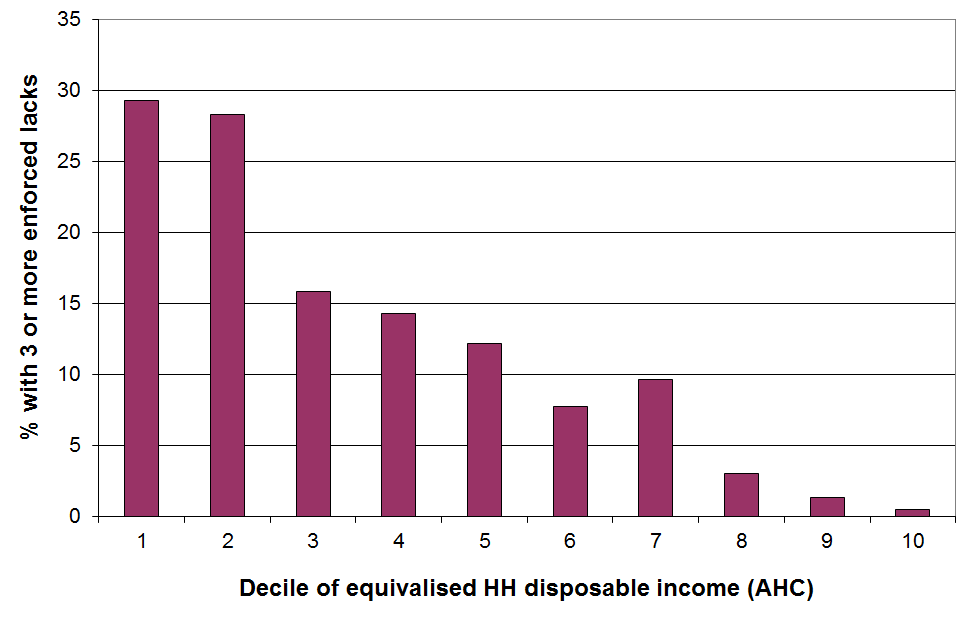 35
30
25
20
15
10
5
0
% with 3 or more enforced lacks
1 2 3 4 5 6 7 8 9 10
Decile of equivalised HH disposable income (AHC)